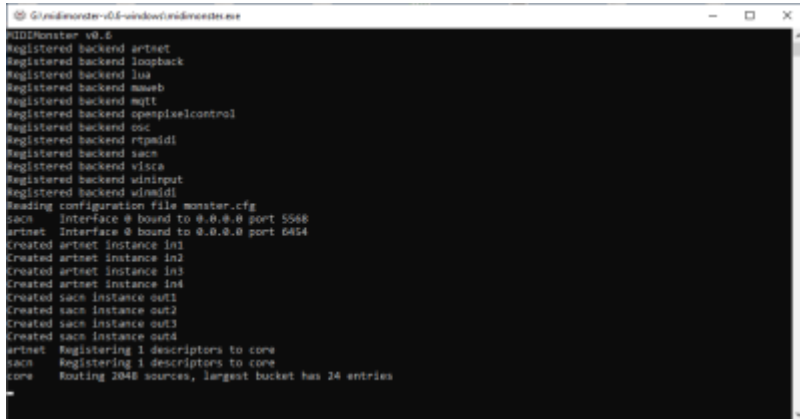 G:\midimonster-v0.6-windows\midimonster.exe
MIDIMonster v0.6
Registered backend artnet
Registered backend loopback
Registered backend lua
Registered backend maweb
Registered backend mqtt
Registered backend openpixelcontrol
Registered backend osc
Registered backend rtpmidi
Registered backend sacn
Registered backend visca
Registered backend wininput
Registered backend winmidi
Reading configuration file monster.cfg
sacn Interface 0 bound to 0.0.0.0 port 5568
artnet Interface 0 bound to 0.0.0.0 port 6454
Created artnet instance in1
Created artnet instance in2
Created artnet instance in3
Created artnet instance in4
Created sacn instance out1
Created sacn instance out2
Created sacn instance out3
Created sacn instance out4
artnet Registering 1 descriptors to core
sacn Registering 1 descriptors to core
core Routing 2048 sources, largest bucket has 24 entries